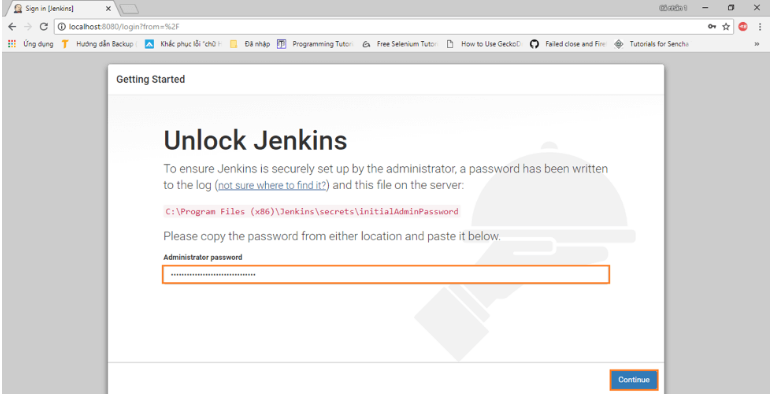 Sign in [Jenkins]
localhost:8080/login?from=%2F
Ứng dụng Hướng dẫn Backup Khắc phục lỗi "chữ Đã nhập Programming Tutori Free Selenium Tutor How to Use GeckoD Failed close and Fire Tutorials for Sencha »
Getting Started
Unlock Jenkins
To ensure Jenkins is securely set up by the administrator, a password has been written
to the log (not sure where to find it?) and this file on the server:
C:\Program Files (x86)\Jenkins\secrets\initialAdminPassword
Please copy the password from either location and paste it below.
Administrator password
Continue